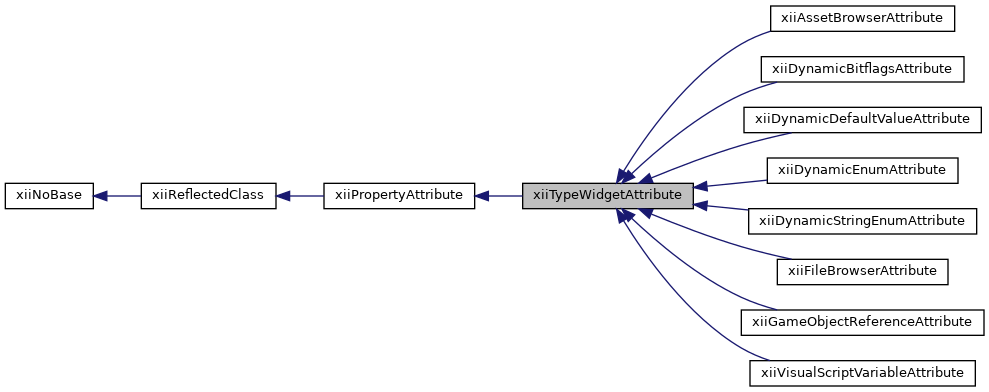 xiiAssetBrowserAttribute
xiiDynamicBitflagsAttribute
xiiDynamicDefaultValueAttribute
xiiDynamicEnumAttribute
xiiNoBase
xiiReflectedClass
xiiPropertyAttribute
xiiTypeWidgetAttribute
xiiDynamicStringEnumAttribute
xiiFileBrowserAttribute
xiiGameObjectReferenceAttribute
xiiVisualScriptVariableAttribute